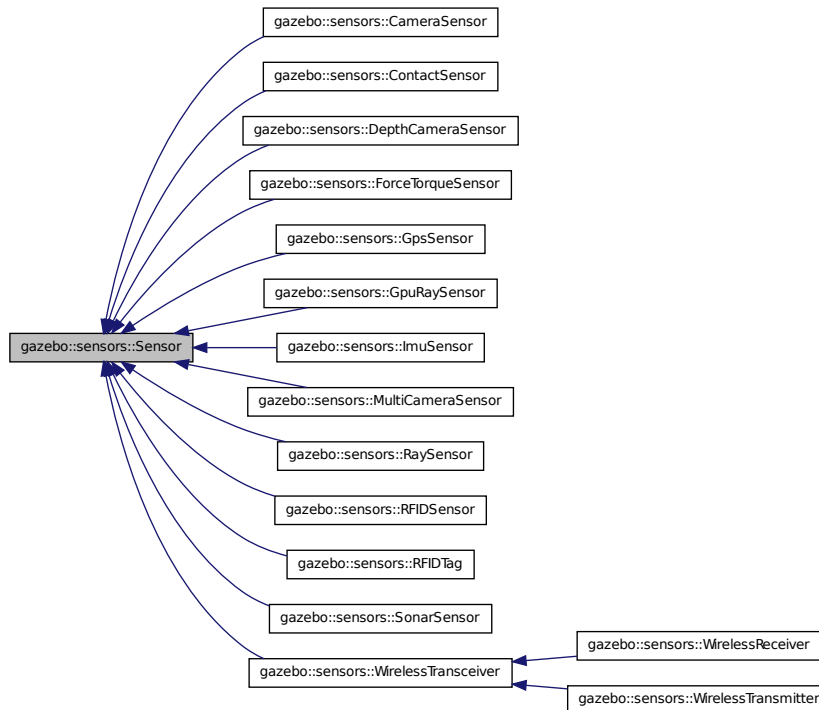 gazebo::sensors::CameraSensor
gazebo::sensors::ContactSensor
gazebo::sensors::DepthCameraSensor
gazebo::sensors::ForceTorqueSensor
gazebo::sensors::GpsSensor
gazebo::sensors::GpuRaySensor
gazebo::sensors::Sensor
gazebo::sensors::ImuSensor
gazebo::sensors::MultiCameraSensor
gazebo::sensors::RaySensor
gazebo::sensors::RFIDSensor
gazebo::sensors::RFIDTag
gazebo::sensors::SonarSensor
gazebo::sensors::WirelessTransceiver
gazebo::sensors::WirelessReceiver
gazebo::sensors::WirelessTransmitter